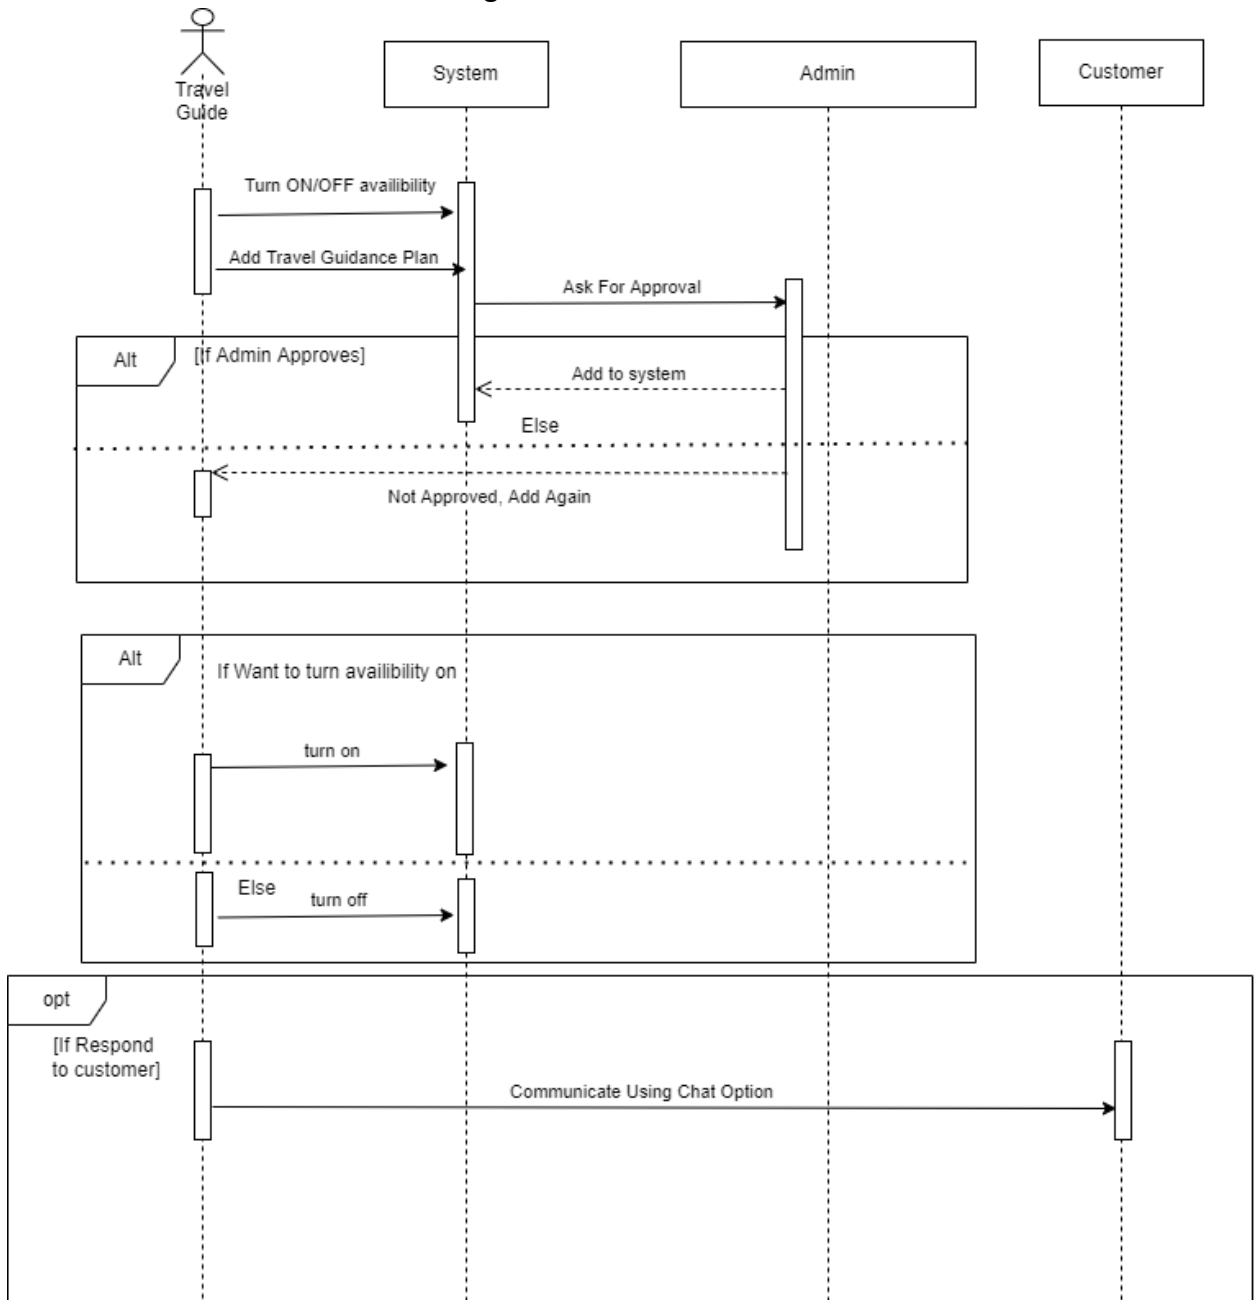 g
Travel
Guide
System
Admin
Customer
Turn ON/OFF availibility
Add Travel Guidance Plan
Ask For Approval
Alt
[If Admin Approves]
Add to system
Else
Not Approved, Add Again
Alt
If Want to turn availibility on
turn on
Else
turn off
opt
[If Respond
to customer]
Communicate Using Chat Option